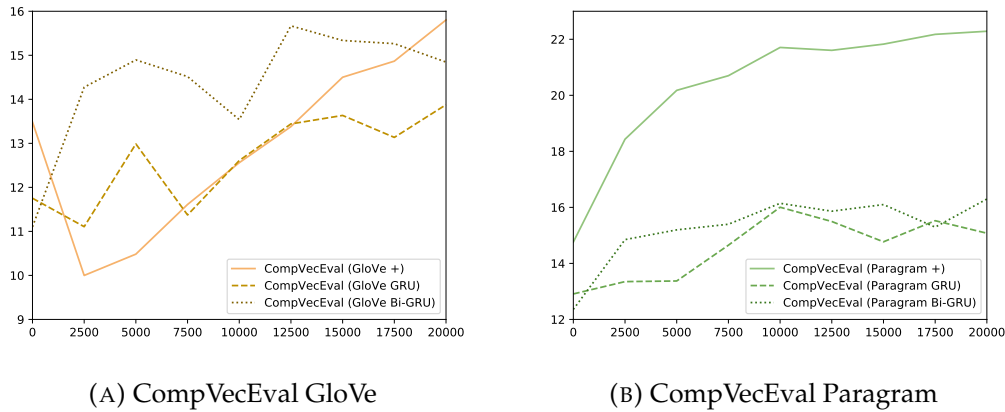 16
15
14
13
12
11
10
9
0 2500 5000 7500 10000 12500 15000 17500 20000
CompVecEval (GloVe +)
CompVecEval (GloVe GRU)
CompVecEval (GloVe Bi-GRU)
(A) CompVecEval GloVe
22
20
18
16
14
12
0 2500 5000 7500 10000 12500 15000 17500 20000
CompVecEval (Paragram +)
CompVecEval (Paragram GRU)
CompVecEval (Paragram Bi-GRU)
(B) CompVecEval Paragram